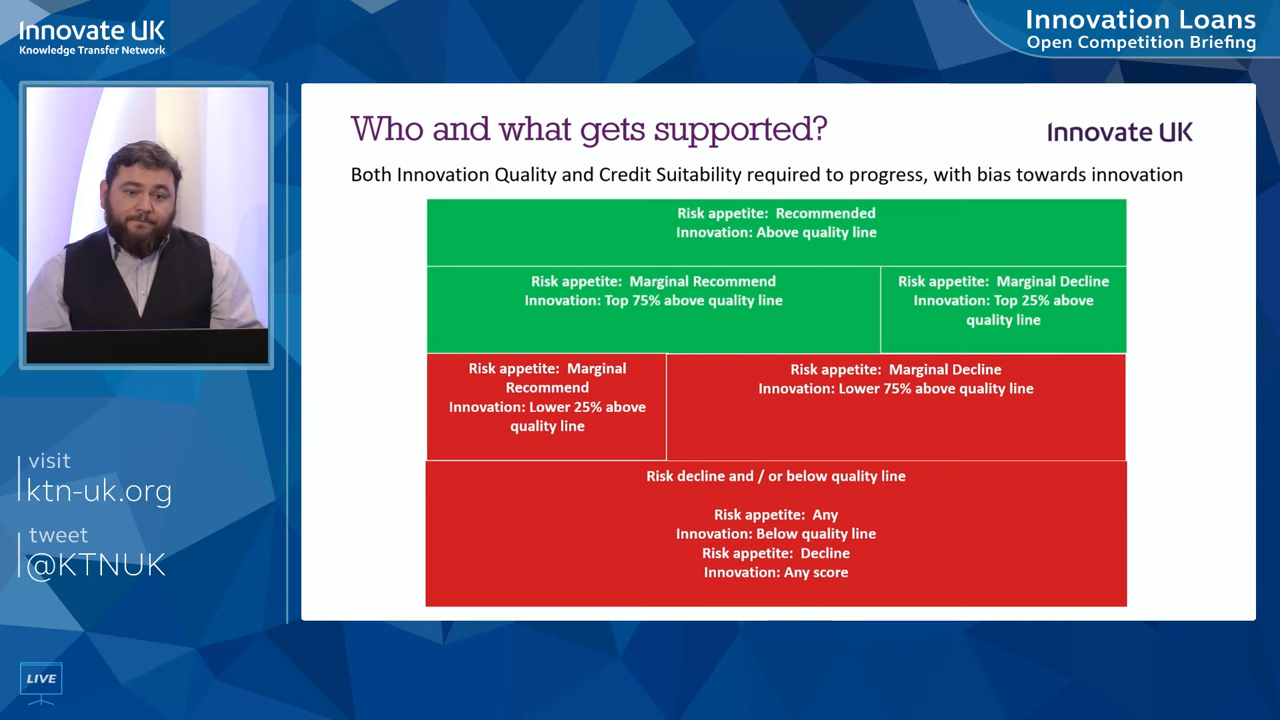 Innovate UK
Knowledge Transfer Network
Innovation Loans
Open Competition Briefing
Who and what gets supported?
Innovate UK
Both Innovation Quality and Credit Suitability required to progress, with bias towards innovation
Risk appetite: Recommended
Innovation: Above quality line
Risk appetite: Marginal Recommend
Innovation: Top 75% above quality line
Risk appetite: Marginal Decline
Innovation: Top 25% above
quality line
Risk appetite: Marginal
Recommend
Innovation: Lower 25% above
quality line
Risk appetite: Marginal Decline
Innovation: Lower 75% above quality line
Risk decline and / or below quality line
Risk appetite: Any
Innovation: Below quality line
Risk appetite: Decline
Innovation: Any score
visit
ktn-uk.org
tweet
@KTNUK
LIVE